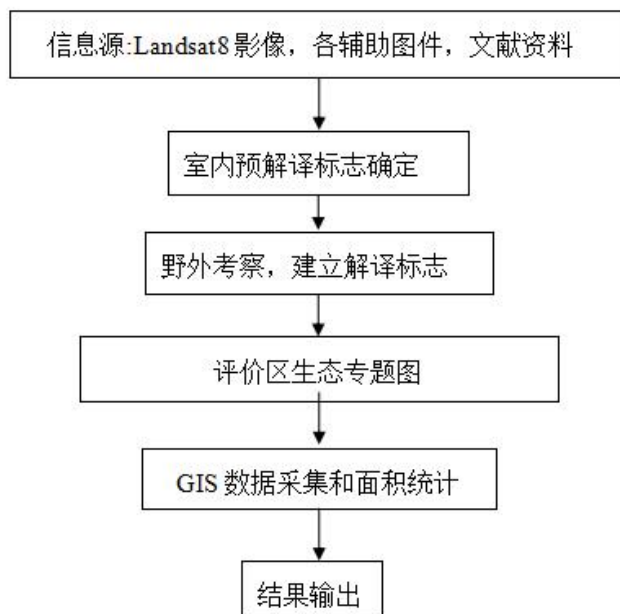 信息源:Landsat8影像，各辅助图件，文献资料
室内预解译标志确定
野外考察，建立解译标志
评价区生态专题图
GIS数据采集和面积统计
结果输出